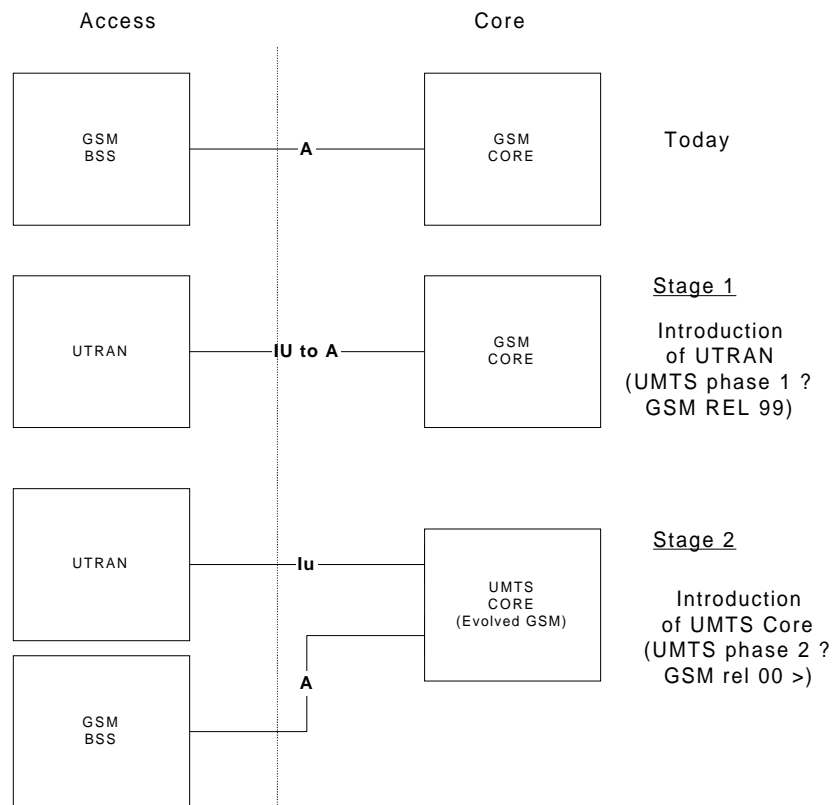 Access
Core
GSM
BSS
A
GSM
CORE
Today
UTRAN
IU to A
GSM
CORE
Stage 1
Introduction
of UTRAN
(UMTS phase 1 ?
GSM REL 99)
UTRAN
Iu
UMTS
CORE
(Evolved GSM)
Stage 2
Introduction
of UMTS Core
(UMTS phase 2 ?
GSM rel 00 >)
A
GSM
BSS